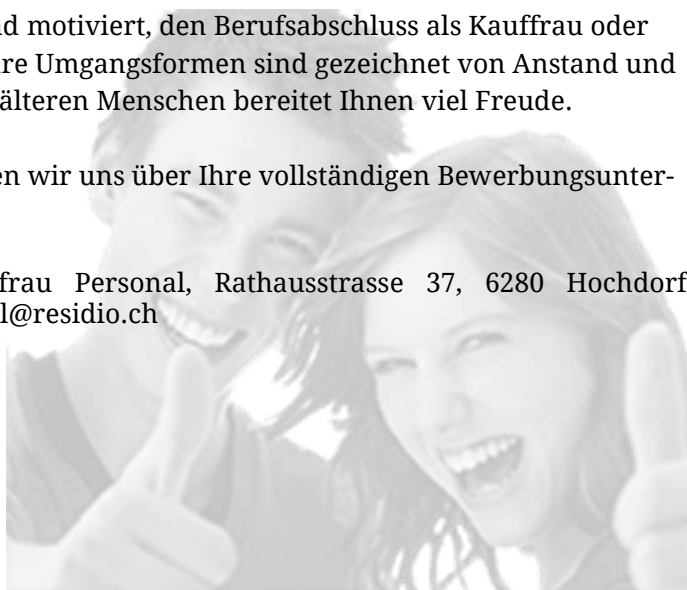 nd motiviert, den Berufsabschluss als Kauffrau oder
re Umgangsformen sind gezeichnet von Anstand und
älteren Menschen bereitet Ihnen viel Freude.
en wir uns über Ihre vollständigen Bewerbungsunter-
frau Personal, Rathausstrasse 37, 6280 Hochdorf
l@residio.ch